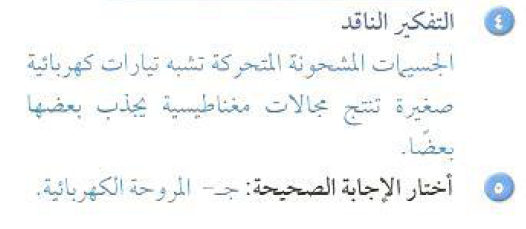 ٤ التفكير الناقد
الجسيمات المشحونة المتحركة تشبه تيارات كهربائية
صغيرة تنتج مجالات مغناطيسية يجذب بعضها
بعضًا.
٥ أختار الإجابة الصحيحة: جـ- المروحة الكهربائية.